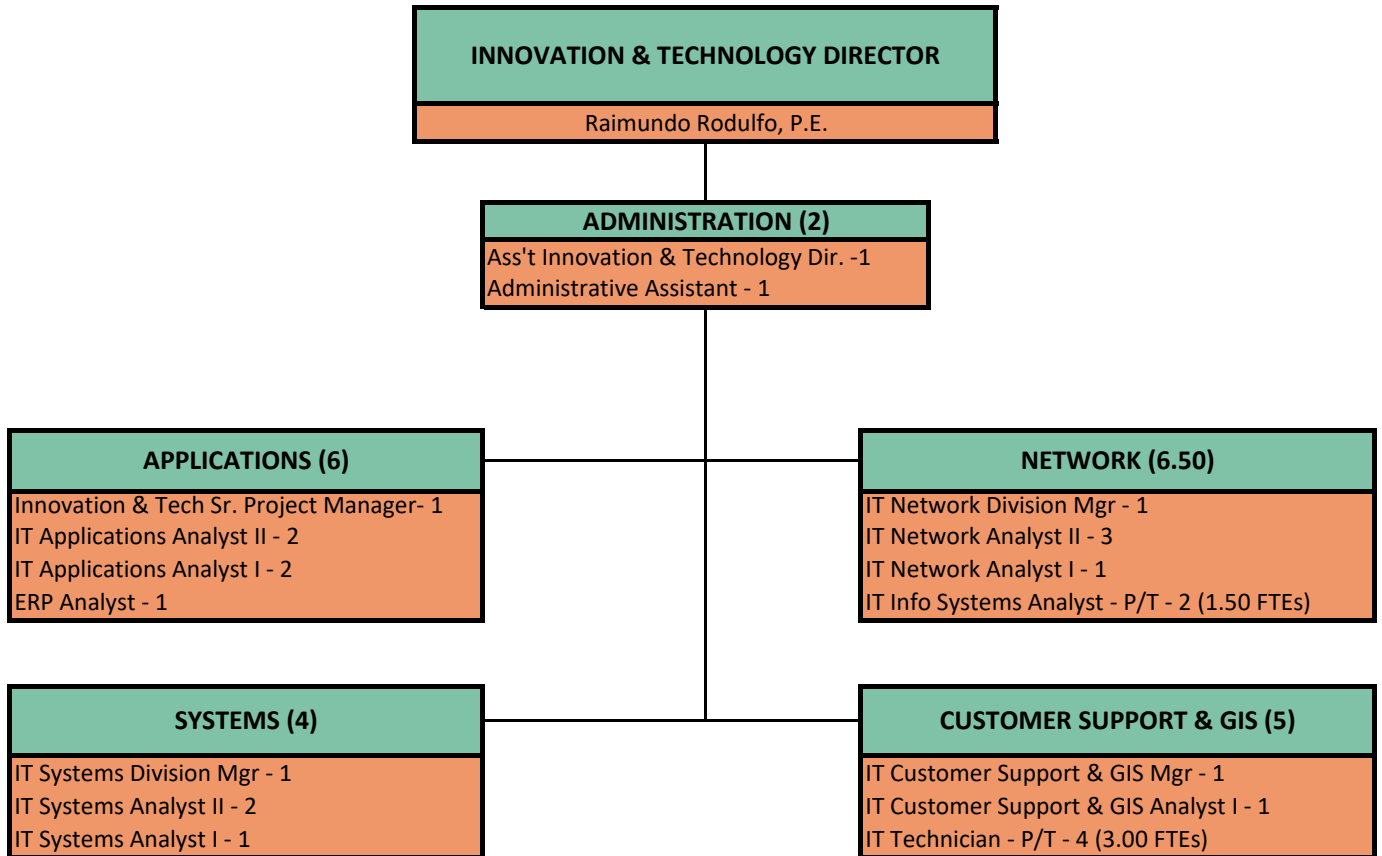 INNOVATION & TECHNOLOGY DIRECTOR
Raimundo Rodulfo, P.E.
ADMINISTRATION (2)
Ass't Innovation & Technology Dir. -1
Administrative Assistant - 1
APPLICATIONS (6)
Innovation & Tech Sr. Project Manager- 1
IT Applications Analyst II - 2
IT Applications Analyst I - 2
ERP Analyst - 1
NETWORK (6.50)
IT Network Division Mgr - 1
IT Network Analyst II - 3
IT Network Analyst I - 1
IT Info Systems Analyst - P/T - 2 (1.50 FTEs)
SYSTEMS (4)
IT Systems Division Mgr - 1
IT Systems Analyst II - 2
IT Systems Analyst I - 1
CUSTOMER SUPPORT & GIS (5)
IT Customer Support & GIS Mgr - 1
IT Customer Support & GIS Analyst I - 1
IT Technician - P/T - 4 (3.00 FTEs)